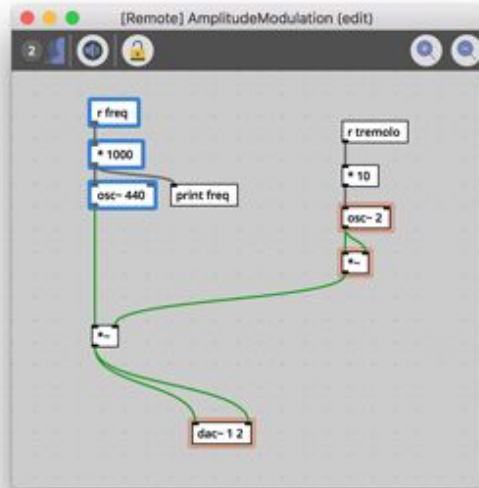 [Remote] AmplitudeModulation (edit)
2
r freq
* 1000
osc~ 440
print freq
r tremolo
* 10
osc~ 2
*~
*~
dac~ 1 2